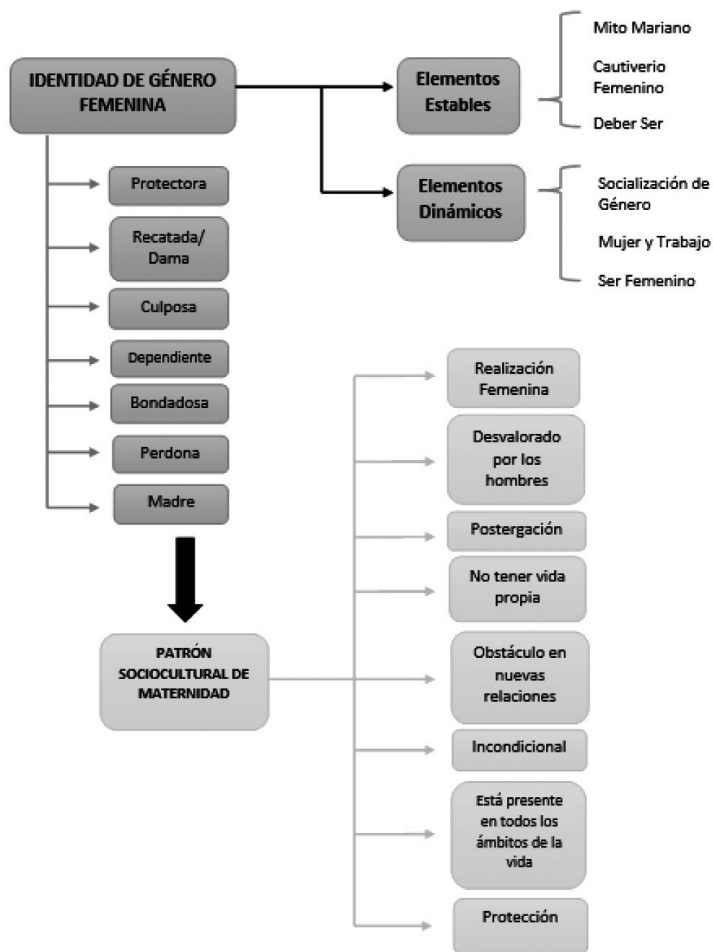 IDENTIDAD DE GÉNERO
FEMENINA
Elementos
Estables
Mito Mariano
Cautiverio
Femenino
Deber Ser
Elementos
Dinámicos
Socialización de
Género
Mujer y Trabajo
Ser Femenino
Protectora
Recatada/
Dama
Culposa
Dependiente
Bondadosa
Perdona
Madre
PATRÓN
SOCIOCULTURAL DE
MATERNIDAD
Realización
Femenina
Desvalorado
por los
hombres
Postergación
No tener vida
propia
Obstáculo en
nuevas
relaciones
Incondicional
Está presente
en todos los
ámbitos de la
vida
Protección